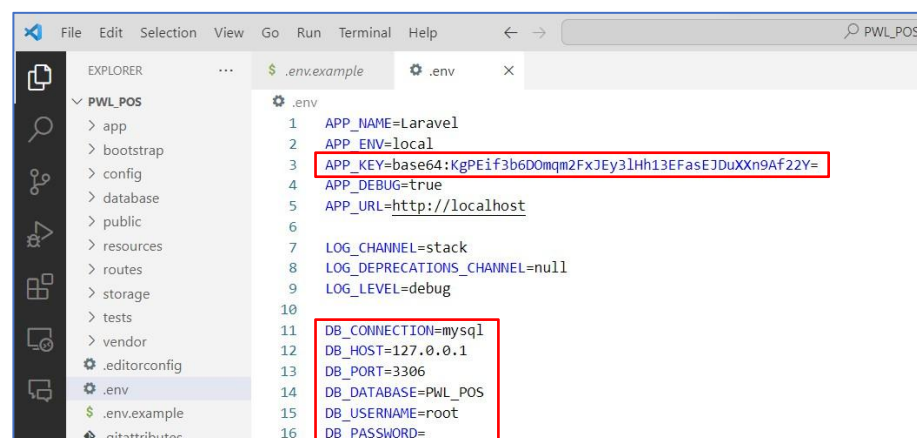 File Edit Selection View Go Run Terminal Help ← → PWL_POS
EXPLORER ...
PWL_POS
app
bootstrap
config
database
public
resources
routes
storage
tests
vendor
.editorconfig
.env
.env.example
.gitattributes
$ .env.example .env ×
.env
1 APP_NAME=Laravel
2 APP_ENV=local
3 APP_KEY=base64:KgPEif3b6DOmqm2FxJEy3lHh13EFasEJDuXXn9Af22Y=
4 APP_DEBUG=true
5 APP_URL=http://localhost
6
7 LOG_CHANNEL=stack
8 LOG_DEPRECATIONS_CHANNEL=null
9 LOG_LEVEL=debug
10
11 DB_CONNECTION=mysql
12 DB_HOST=127.0.0.1
13 DB_PORT=3306
14 DB_DATABASE=PWL_POS
15 DB_USERNAME=root
16 DB_PASSWORD=